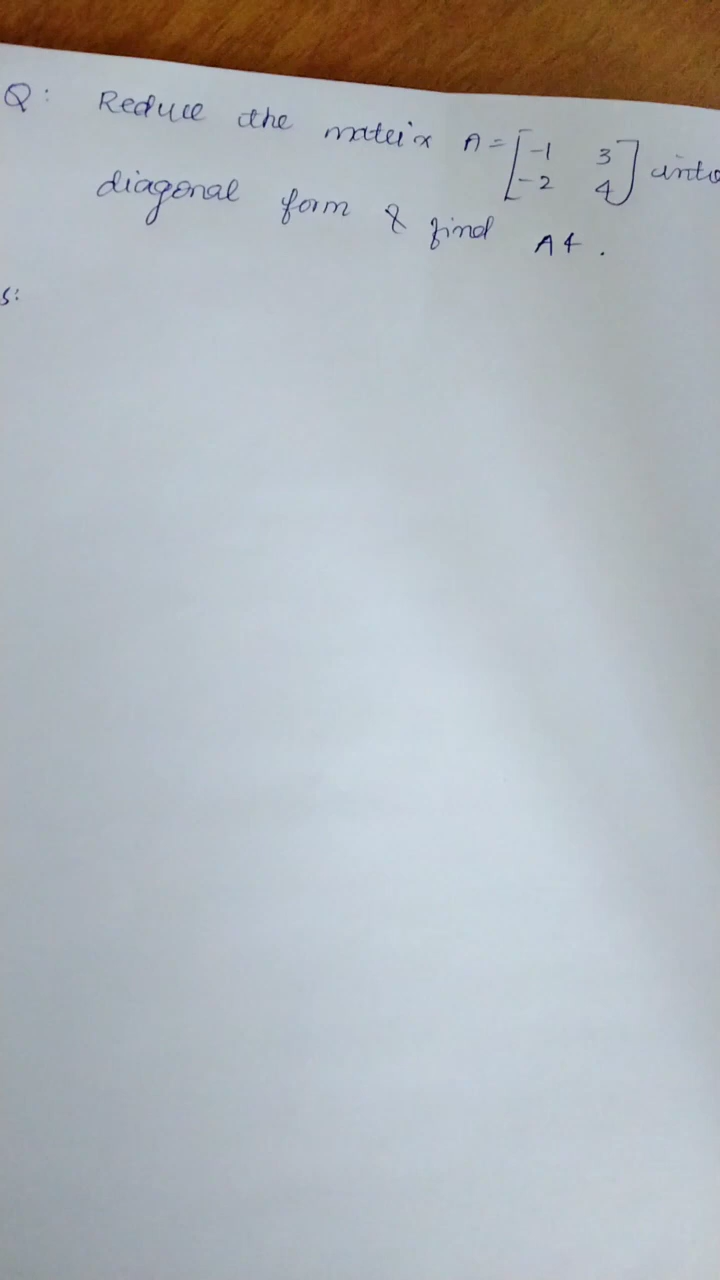 Q: Reduce the matrix A = [-1 3
-2 4] into
diagonal form & find A4.
S: